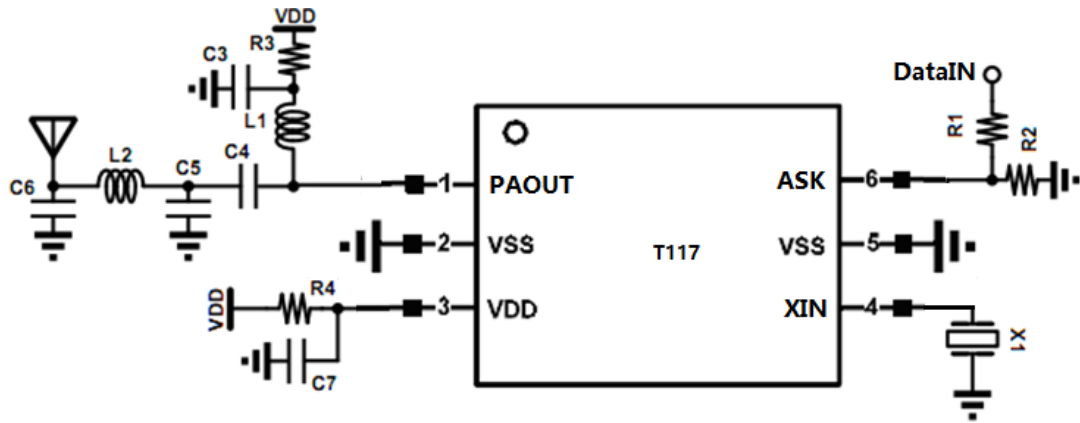 VDD
R3
C3
L1
DataIN
R1
R2
L2
C5
C4
C6
1
PAOUT
ASK
6
2
VSS
T117
VSS
5
R4
VDD
3
VDD
XIN
4
X1
C7